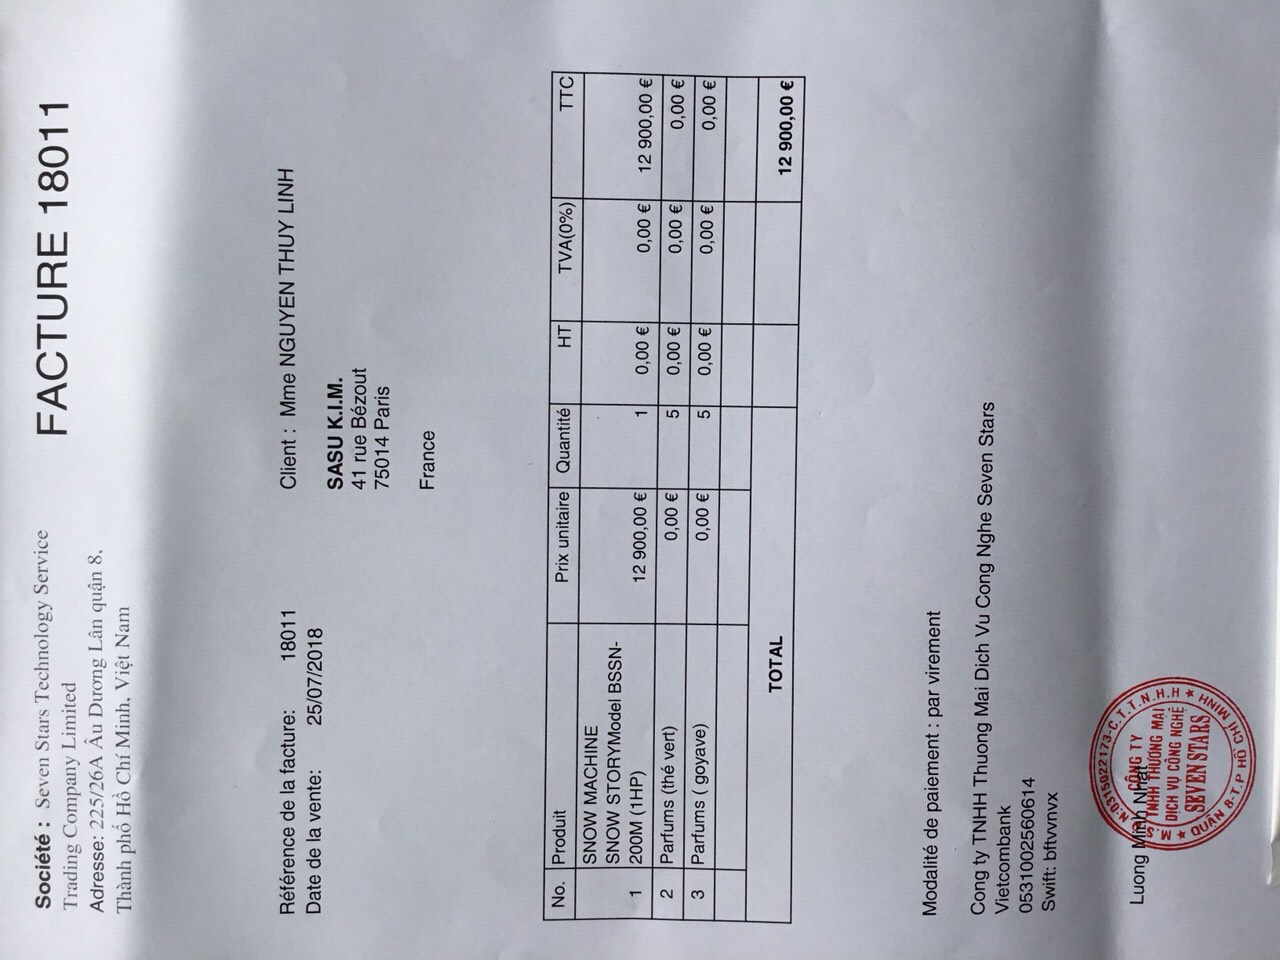 Société : Seven Stars Technology Service
Trading Company Limited
Adresse: 225/26A Âu Dương Lân quận 8.
Thành phố Hồ Chí Minh, Việt Nam
FACTURE 18011
Référence de la facture: 18011
Date de la vente: 25/07/2018
Client : Mme NGUYEN THUY LINH
SASU K.I.M.
41 rue Bézout
75014 Paris
France
No. Produit Prix unitaire Quantité HT TVA(0%) TTC
SNOW MACHINE
SNOW STORYModel BSSN-
1 200M (1HP) 12 900,00 € 1 0,00 € 0,00 € 12 900,00 €
2 Parfums (thé vert) 0,00 € 5 0,00 € 0,00 € 0,00 €
3 Parfums ( goyave) 0,00 € 5 0,00 € 0,00 € 0,00 €
TOTAL 12 900,00 €
Modalité de paiement : par virement
Cong ty TNHH Thuong Mai Dich Vu Cong Nghe Seven Stars
Vietcombank
0531002560614
Swift: bftvvnvx
Luong Minh Nhat
M.S.D.N:0315022173-C.T.T.N.H.H
CÔNG TY
TNHH THƯƠNG MẠI
DỊCH VỤ CÔNG NGHỆ
SEVEN STARS
QUẬN 8-T.P HỒ CHÍ MINH